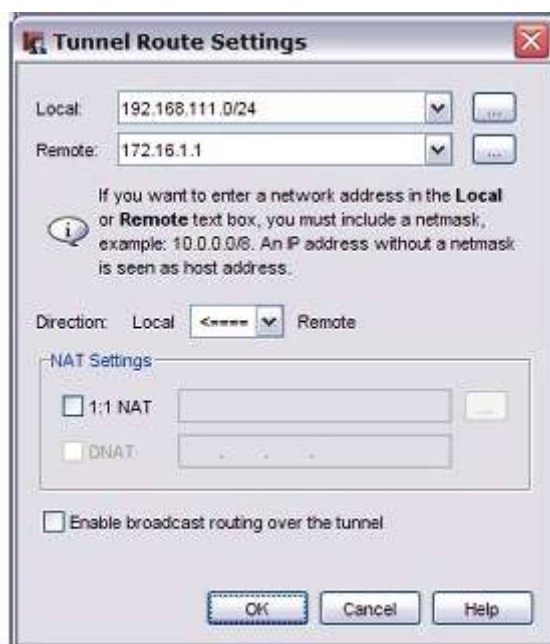 Tunnel Route Settings
Local: 192.168.111.0/24 ...
Remote: 172.16.1.1 ...
If you want to enter a network address in the Local
or Remote text box, you must include a netmask,
example: 10.0.0.0/8. An IP address without a netmask
is seen as host address.
Direction: Local <==== Remote
NAT Settings
1:1 NAT ...
DNAT . . .
Enable broadcast routing over the tunnel
OK Cancel Help